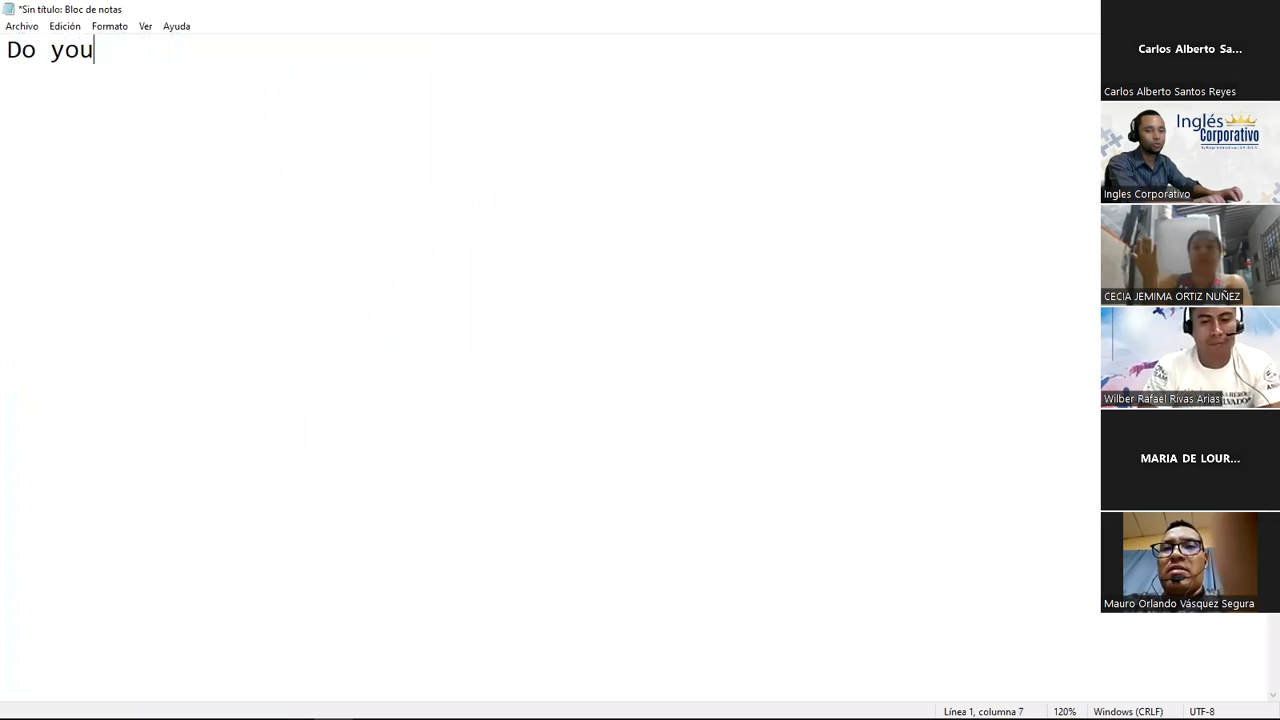 *Sin título: Bloc de notas
Archivo Edición Formato Ver Ayuda
Do you
Carlos Alberto Sa...
Carlos Alberto Santos Reyes
Inglés
Corporativo
Ingles Corporativo
CECIA JEMIMA ORTIZ NUÑEZ
Wilber Rafael Rivas Arias
MARIA DE LOUR...
Mauro Orlando Vásquez Segura
Línea 1, columna 7 120% Windows (CRLF) UTF-8